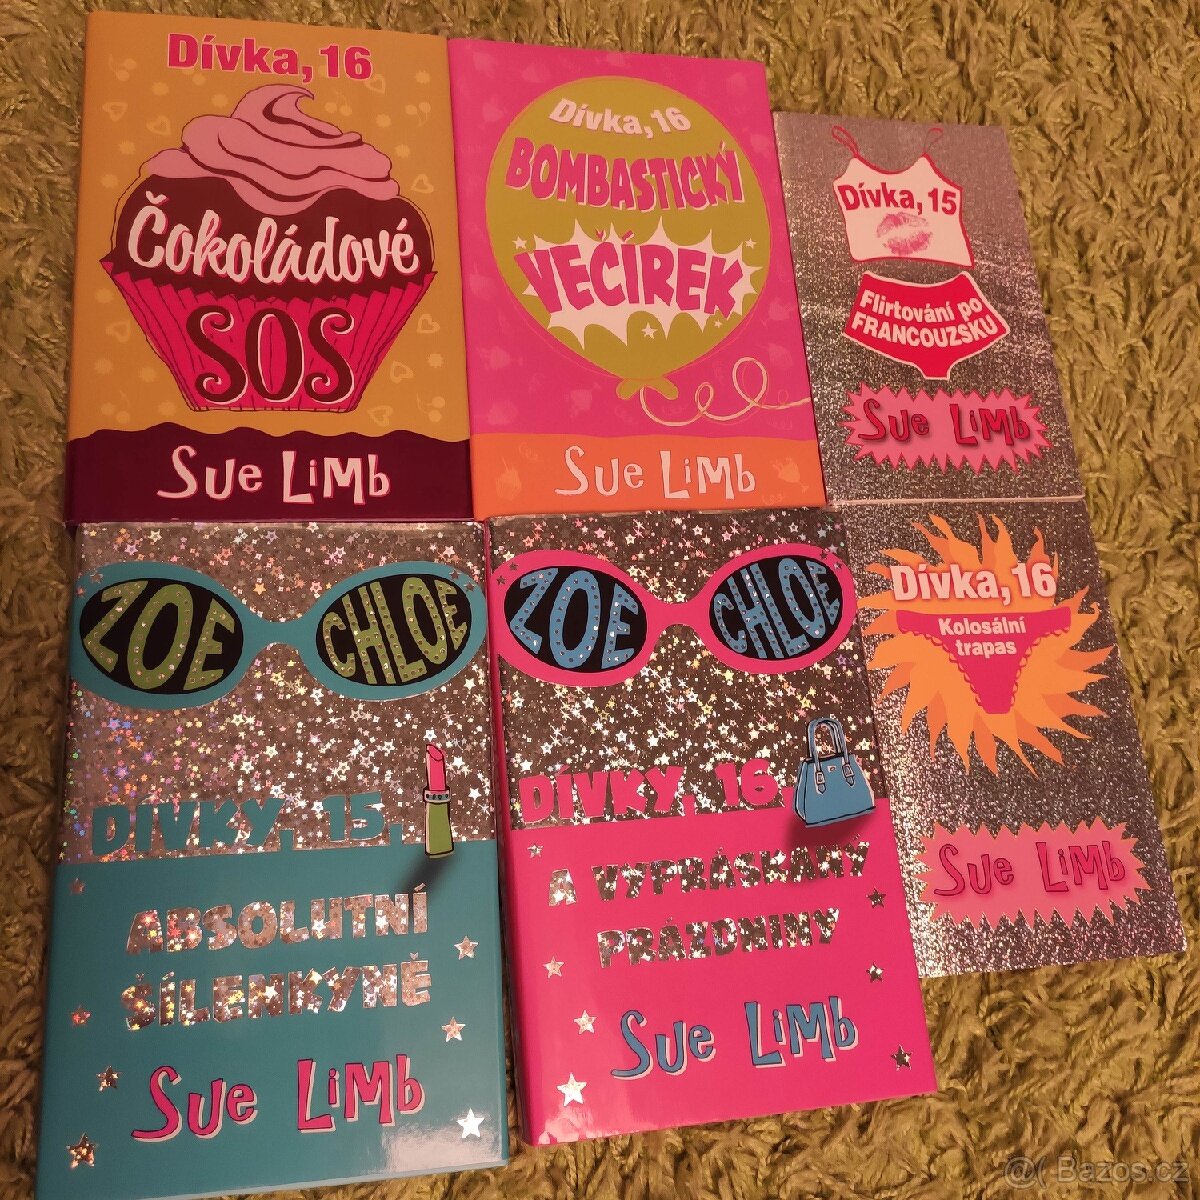 Dívka, 16
Čokoládové
SOS
Sue Limb
Dívka, 16
BOMBASTICKÝ
VEČÍREK
Sue Limb
Dívka, 15
Flirtování po
FRANCOUZSKU
Sue Limb
ZOE CHLOE
DÍVKY, 15,
ABSOLUTNÍ
ŠÍLENKYNĚ
Sue Limb
ZOE CHLOE
DÍVKY, 16,
A VYPRÁSKANÝ
PRÁZDNINY
Sue Limb
Dívka, 16
Kolosální
trapas
Sue Limb
Bazos.cz